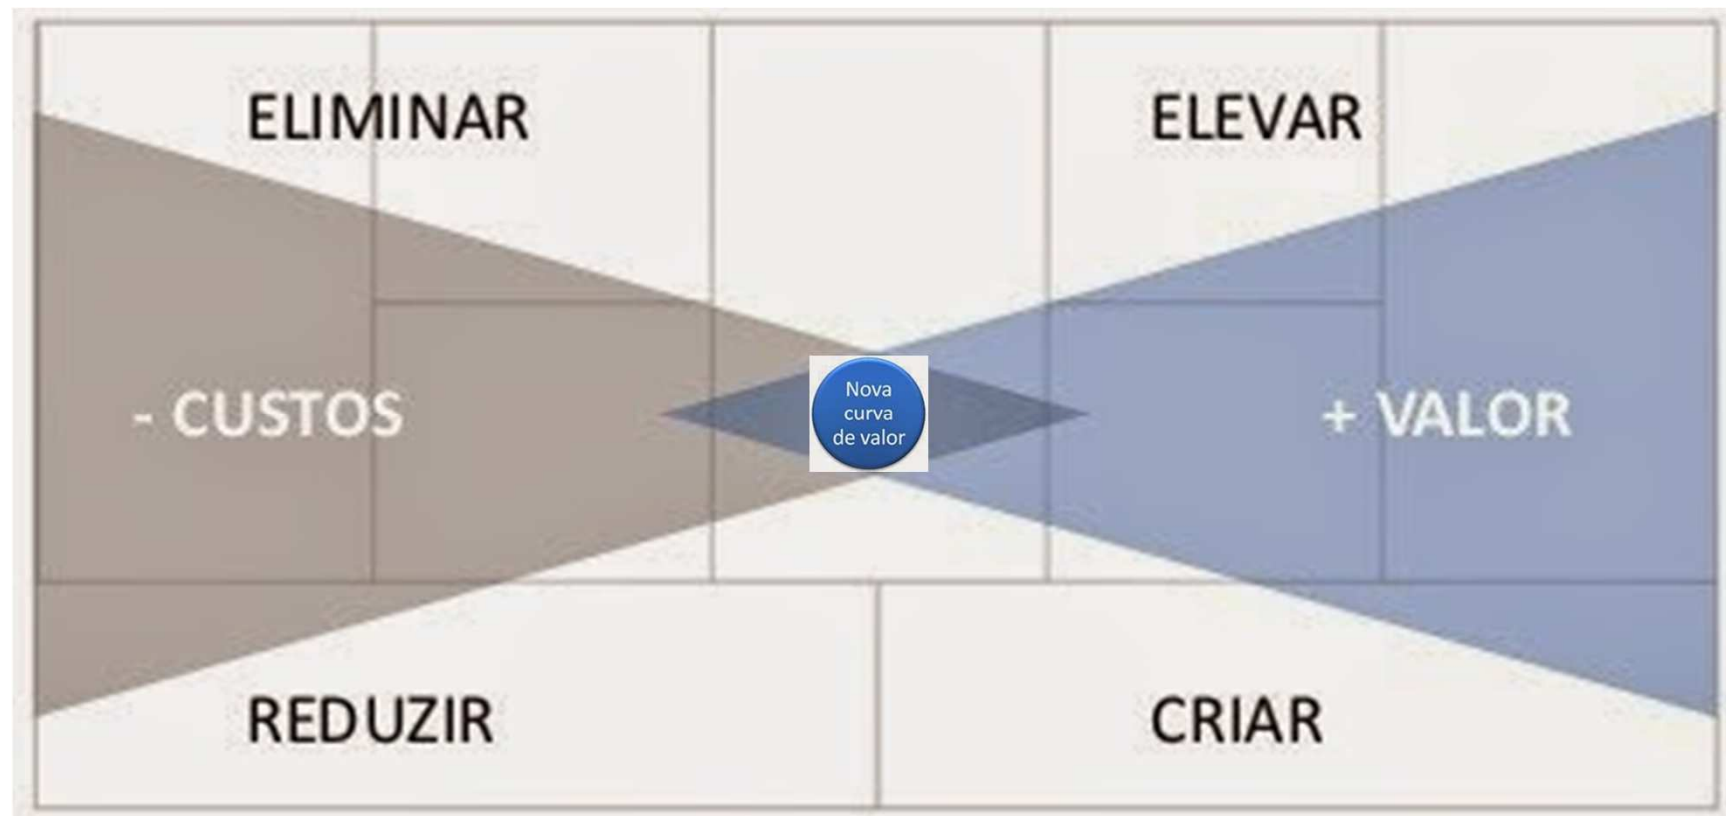 ELIMINAR
ELEVAR
- CUSTOS
Nova
curva
de valor
+ VALOR
REDUZIR
CRIAR